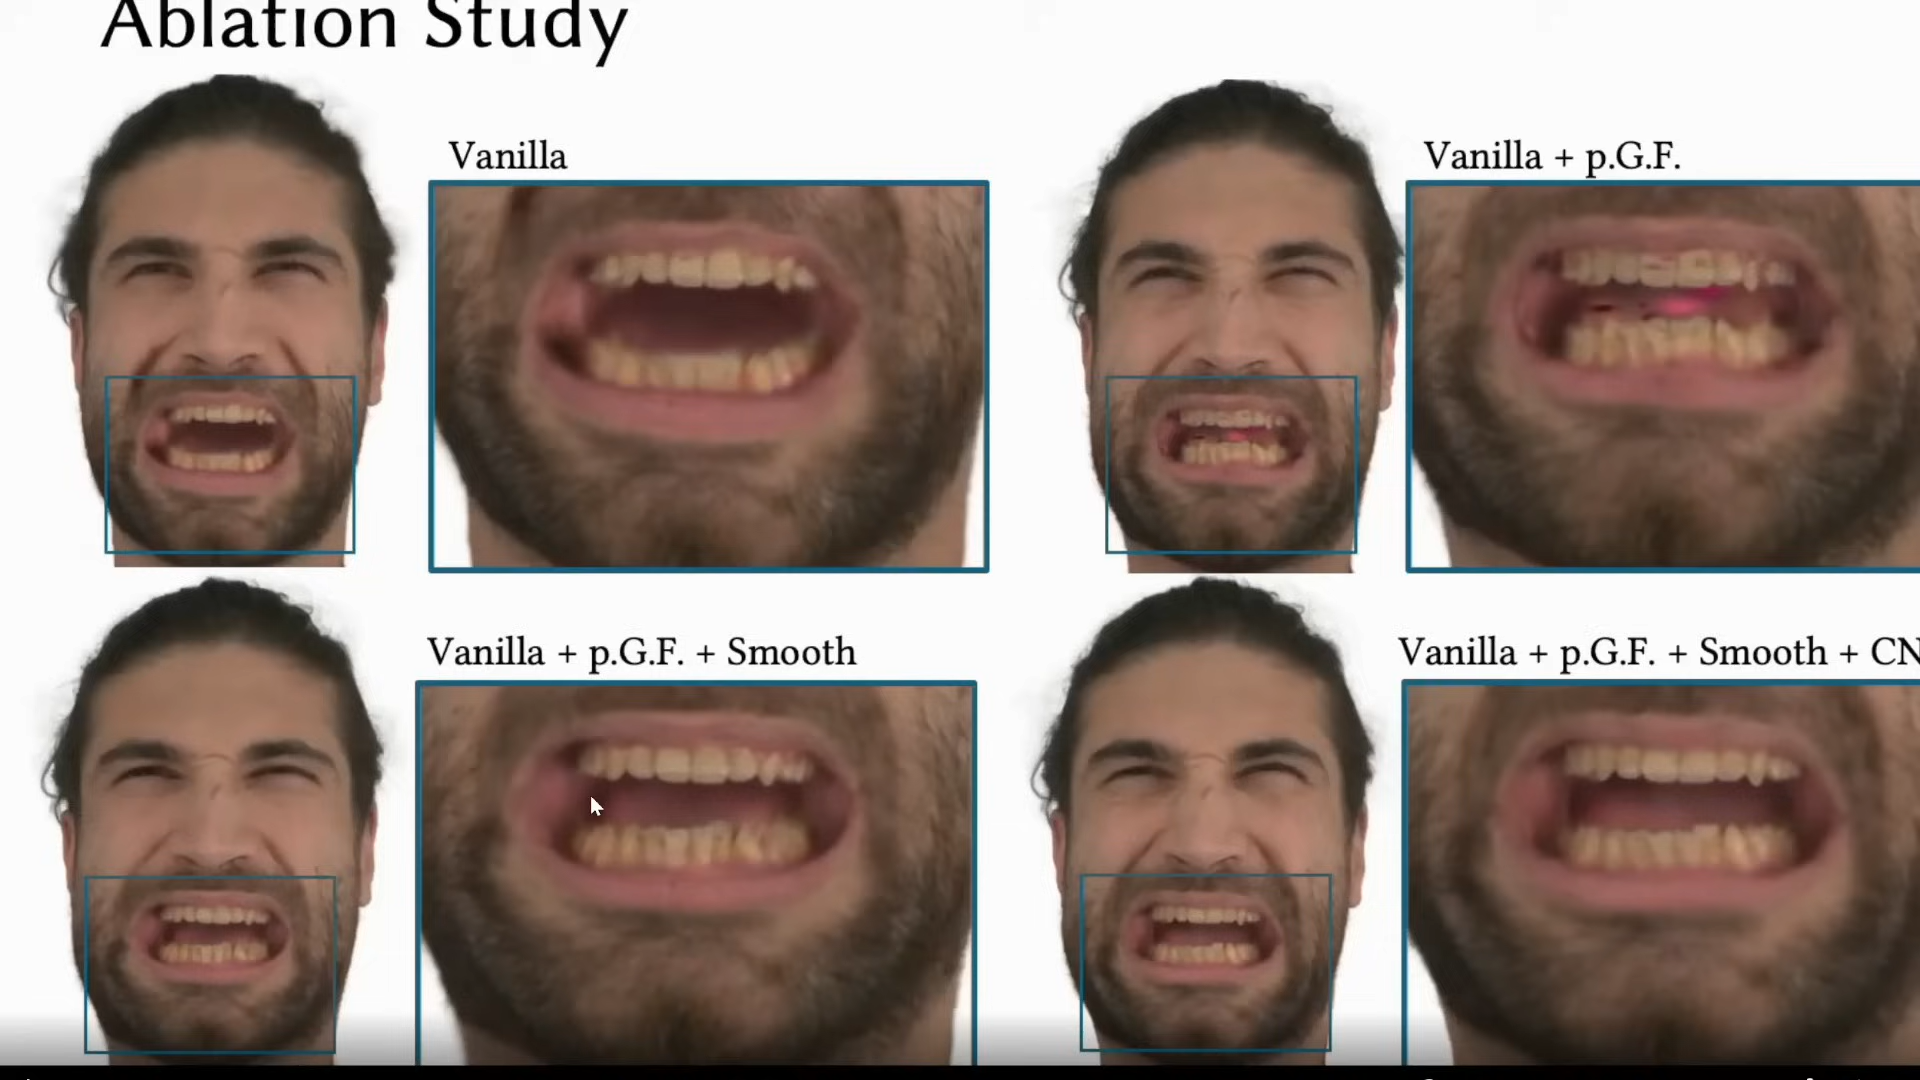 Ablation Study
Vanilla
Vanilla + p.G.F.
Vanilla + p.G.F. + Smooth
Vanilla + p.G.F. + Smooth + CN